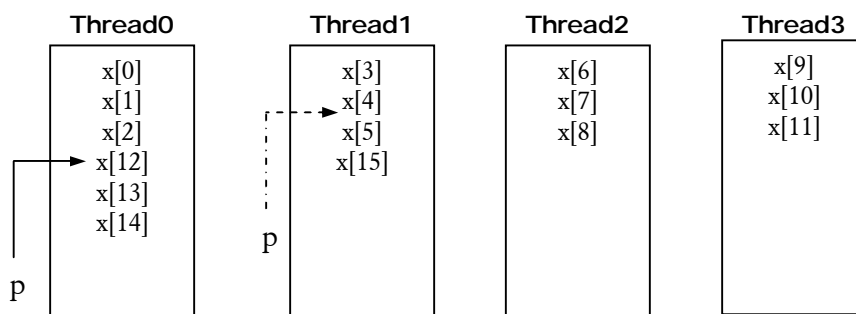 Thread0
x[0]
x[1]
x[2]
x[12]
x[13]
x[14]
p
Thread1
x[3]
x[4]
x[5]
x[15]
p
Thread2
x[6]
x[7]
x[8]
Thread3
x[9]
x[10]
x[11]